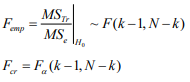 F_emp = MS_Tr / MS_e |_H₀ ~ F(k-1, N-k)
F_cr = F_α(k-1, N-k)